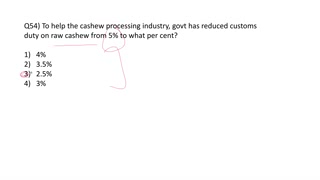 Q54) To help the cashew processing industry, govt has reduced customs
duty on raw cashew from 5% to what per cent?
1) 4%
2) 3.5%
3) 2.5%
4) 3%